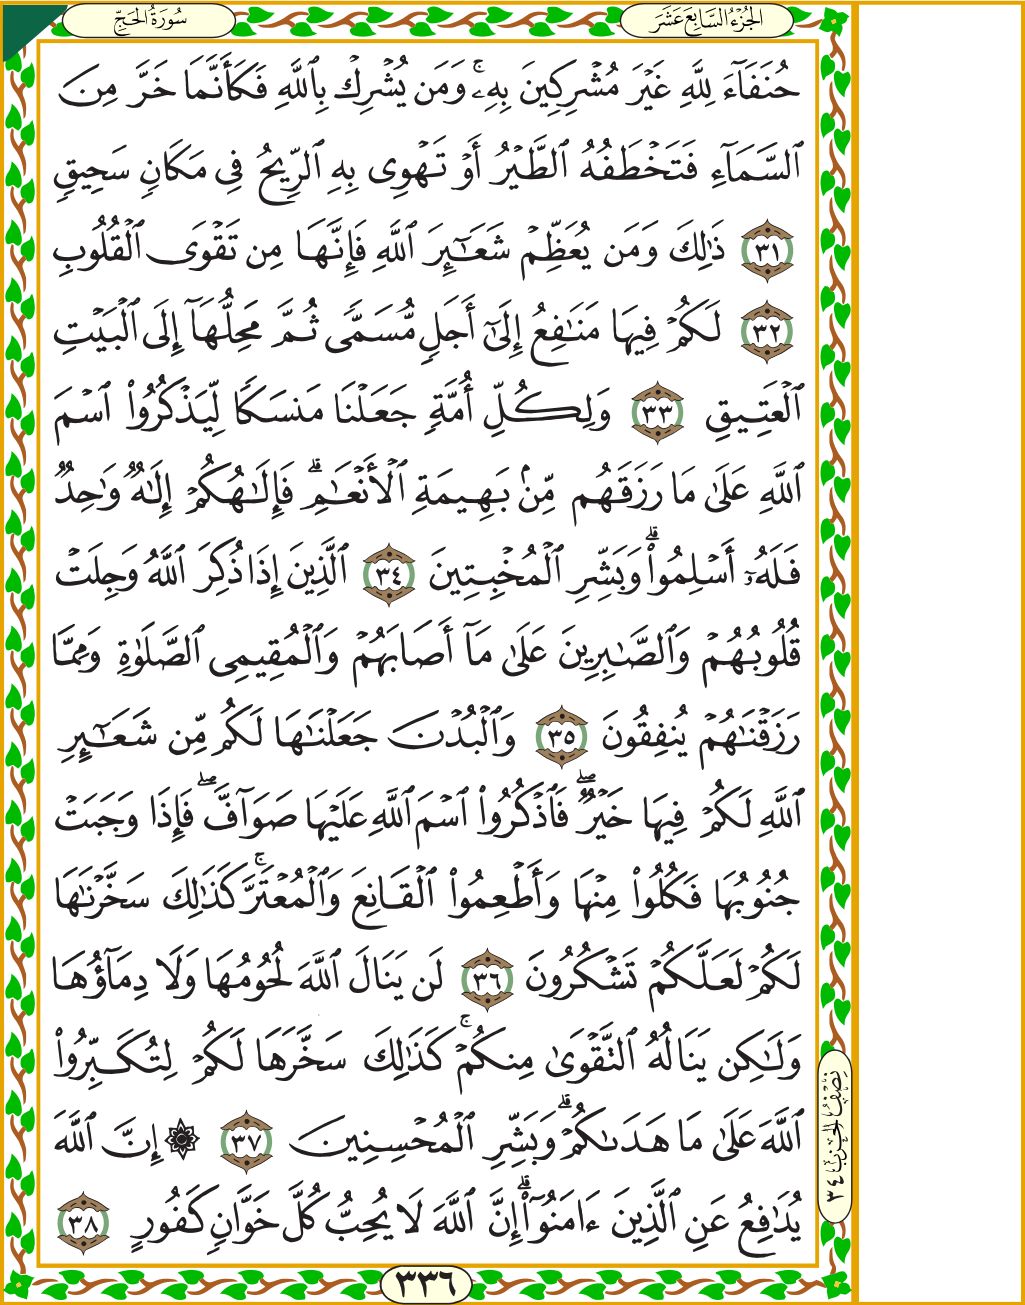 سُورَةُ الحَجِّ
الجُزْءُ السَّابِعَ عَشَرَ
حُنَفَآءَ لِلَّهِ غَيْرَ مُشْرِكِينَ بِهِۦۚ وَمَن يُشْرِكْ بِٱللَّهِ فَكَأَنَّمَا خَرَّ مِنَ
ٱلسَّمَآءِ فَتَخْطَفُهُ ٱلطَّيْرُ أَوْ تَهْوِى بِهِ ٱلرِّيحُ فِى مَكَانٍ سَحِيقٍ
٣١ ذَٰلِكَ وَمَن يُعَظِّمْ شَعَـٰٓئِرَ ٱللَّهِ فَإِنَّهَا مِن تَقْوَى ٱلْقُلُوبِ
٣٢ لَكُمْ فِيهَا مَنَـٰفِعُ إِلَىٰٓ أَجَلٍ مُّسَمًّى ثُمَّ مَحِلُّهَآ إِلَى ٱلْبَيْتِ
ٱلْعَتِيقِ ٣٣ وَلِكُلِّ أُمَّةٍ جَعَلْنَا مَنسَكًا لِّيَذْكُرُوا۟ ٱسْمَ
ٱللَّهِ عَلَىٰ مَا رَزَقَهُم مِّنۢ بَهِيمَةِ ٱلْأَنْعَـٰمِۗ فَإِلَـٰهُكُمْ إِلَـٰهٌ وَٰحِدٌ
فَلَهُۥٓ أَسْلِمُوا۟ۗ وَبَشِّرِ ٱلْمُخْبِتِينَ ٣٤ ٱلَّذِينَ إِذَا ذُكِرَ ٱللَّهُ وَجِلَتْ
قُلُوبُهُمْ وَٱلصَّـٰبِرِينَ عَلَىٰ مَآ أَصَابَهُمْ وَٱلْمُقِيمِى ٱلصَّلَوٰةِ وَمِمَّا
رَزَقْنَـٰهُمْ يُنفِقُونَ ٣٥ وَٱلْبُدْنَ جَعَلْنَـٰهَا لَكُم مِّن شَعَـٰٓئِرِ
ٱللَّهِ لَكُمْ فِيهَا خَيْرٌۖ فَٱذْكُرُوا۟ ٱسْمَ ٱللَّهِ عَلَيْهَا صَوَآفَّۖ فَإِذَا وَجَبَتْ
جُنُوبُهَا فَكُلُوا۟ مِنْهَا وَأَطْعِمُوا۟ ٱلْقَانِعَ وَٱلْمُعْتَرَّۚ كَذَٰلِكَ سَخَّرْنَـٰهَا
لَكُمْ لَعَلَّكُمْ تَشْكُرُونَ ٣٦ لَن يَنَالَ ٱللَّهَ لُحُومُهَا وَلَا دِمَآؤُهَا
وَلَـٰكِن يَنَالُهُ ٱلتَّقْوَىٰ مِنكُمْۚ كَذَٰلِكَ سَخَّرَهَا لَكُمْ لِتُكَبِّرُوا۟
ٱللَّهَ عَلَىٰ مَا هَدَىٰكُمْۗ وَبَشِّرِ ٱلْمُحْسِنِينَ ٣٧ ۞ إِنَّ ٱللَّهَ
يُدَٰفِعُ عَنِ ٱلَّذِينَ ءَامَنُوٓا۟ۗ إِنَّ ٱللَّهَ لَا يُحِبُّ كُلَّ خَوَّانٍ كَفُورٍ ٣٨
نِصْفُ الحِزْبِ ٣٤
٣٣٦